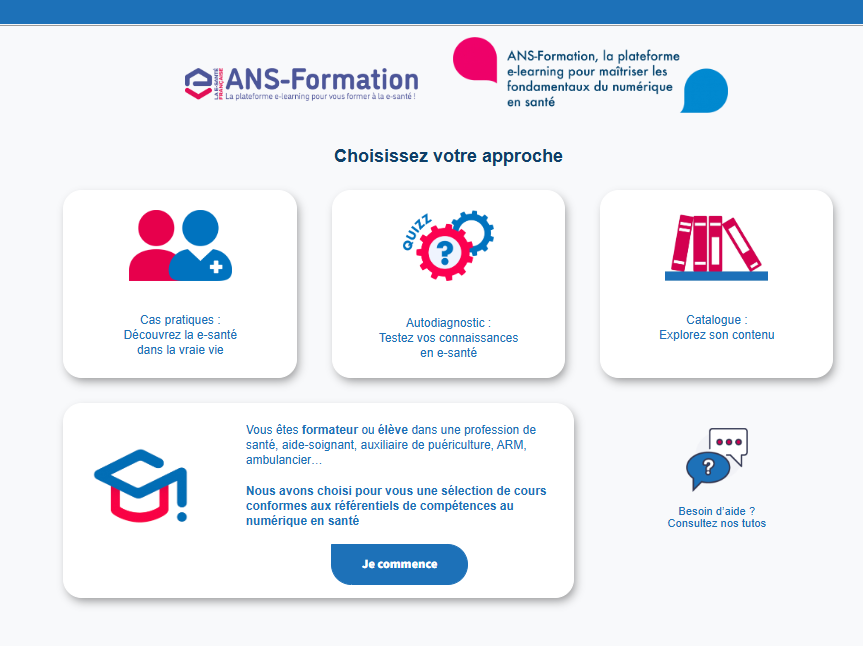 LA E-SANTÉ
FRANÇAISE
ANS-Formation
La plateforme e-learning pour vous former à la e-santé !
ANS-Formation, la plateforme
e-learning pour maîtriser les
fondamentaux du numérique
en santé
Choisissez votre approche
Cas pratiques :
Découvrez la e-santé
dans la vraie vie
QUIZZ
?
Autodiagnostic :
Testez vos connaissances
en e-santé
Catalogue :
Explorez son contenu
Vous êtes formateur ou élève dans une profession de
santé, aide-soignant, auxiliaire de puériculture, ARM,
ambulancier…
Nous avons choisi pour vous une sélection de cours
conformes aux référentiels de compétences au
numérique en santé
Je commence
?
Besoin d'aide ?
Consultez nos tutos